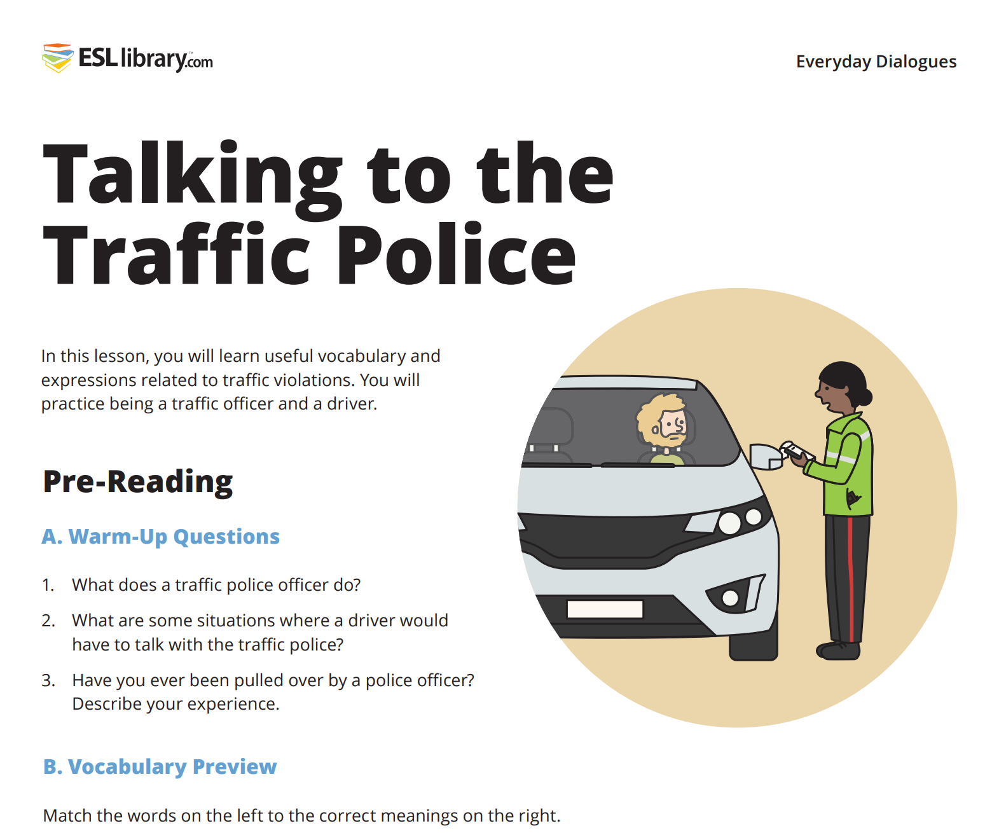 ESL library.com™
Everyday Dialogues
Talking to the
Traffic Police
In this lesson, you will learn useful vocabulary and
expressions related to traffic violations. You will
practice being a traffic officer and a driver.
Pre-Reading
A. Warm-Up Questions
1. What does a traffic police officer do?
2. What are some situations where a driver would
have to talk with the traffic police?
3. Have you ever been pulled over by a police officer?
Describe your experience.
B. Vocabulary Preview
Match the words on the left to the correct meanings on the right.